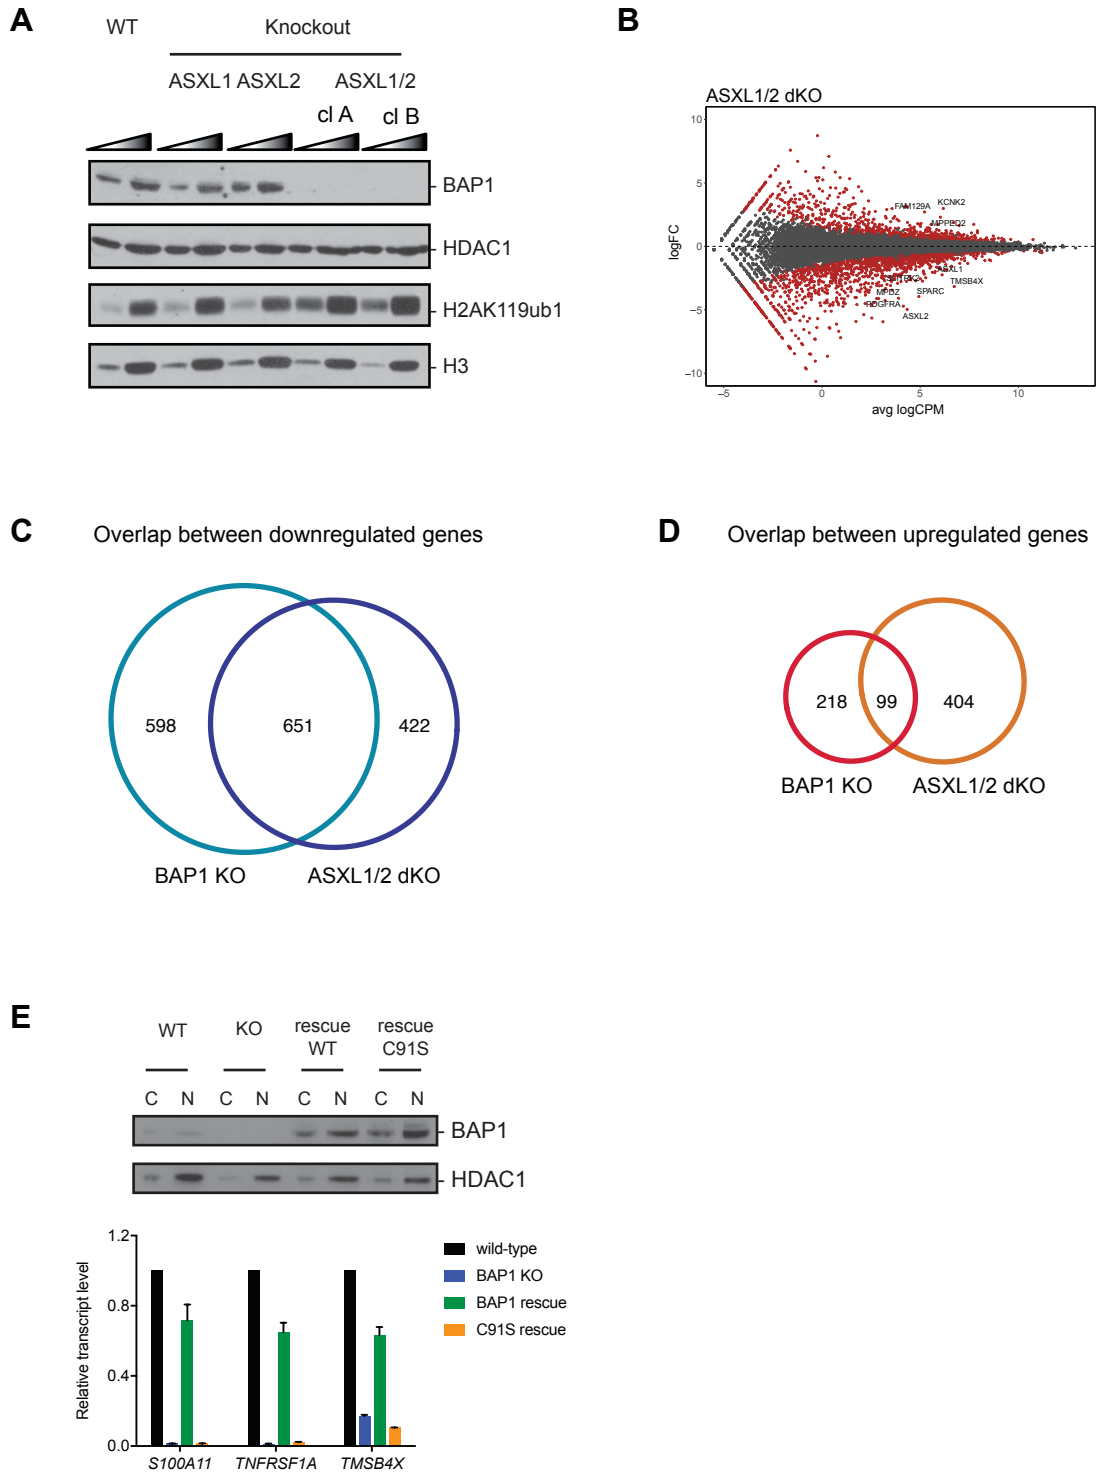 A
WT
Knockout
ASXL1 ASXL2
ASXL1/2
cl A
cl B
BAP1
HDAC1
H2AK119ub1
H3
B
ASXL1/2 dKO
10
5
0
−5
−10
logFC
FAM129A
KCNK2
MPPED2
ASXL1
TMSB4X
MPDZ
SPARC
PDGFRA
ASXL2
−5
0
5
10
avg logCPM
C
Overlap between downregulated genes
598
651
422
BAP1 KO
ASXL1/2 dKO
D
Overlap between upregulated genes
218
99
404
BAP1 KO
ASXL1/2 dKO
E
WT
KO
rescue
WT
rescue
C91S
C N C N C N C N
BAP1
HDAC1
1.2
0.8
0.4
0.0
Relative transcript level
wild-type
BAP1 KO
BAP1 rescue
C91S rescue
S100A11
TNFRSF1A
TMSB4X